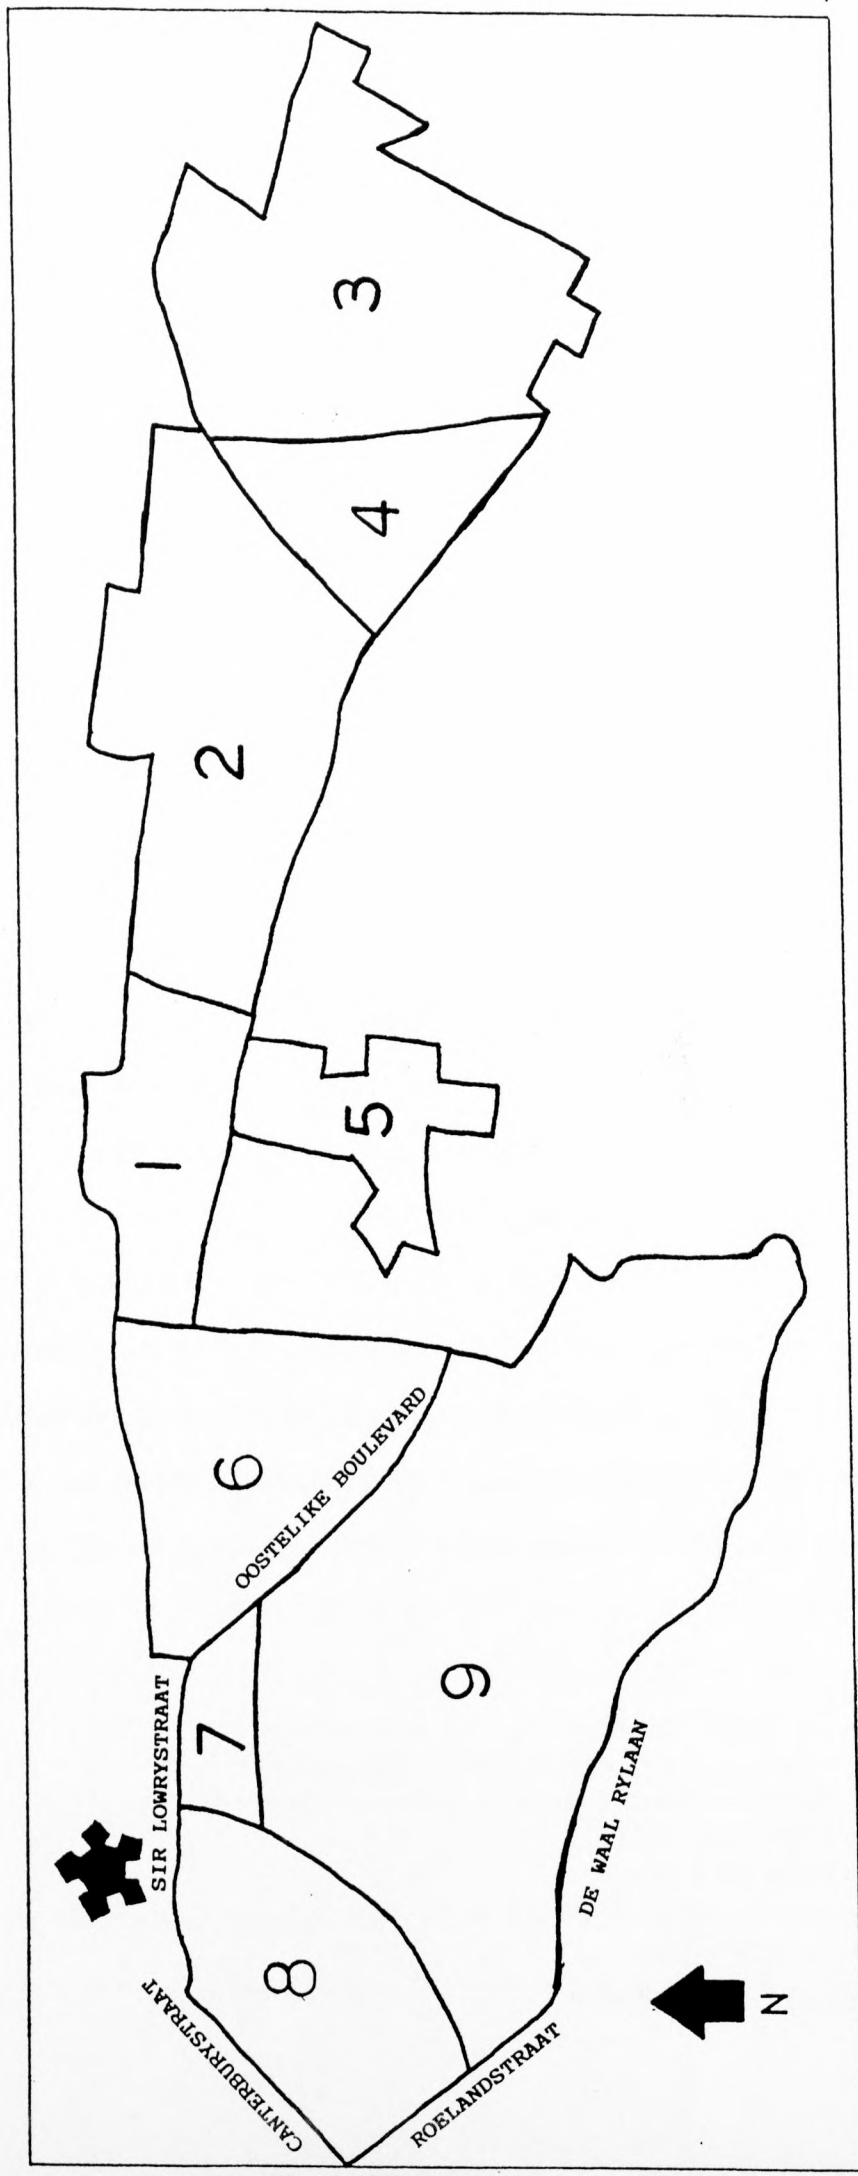 SIR LOWRYSTRAAT
CANTERBURYSTRAAT
ROELANDSTRAAT
DE WAAL RYLAAN
OOSTELIKE BOULEVARD
1
2
3
4
5
6
7
8
9
N